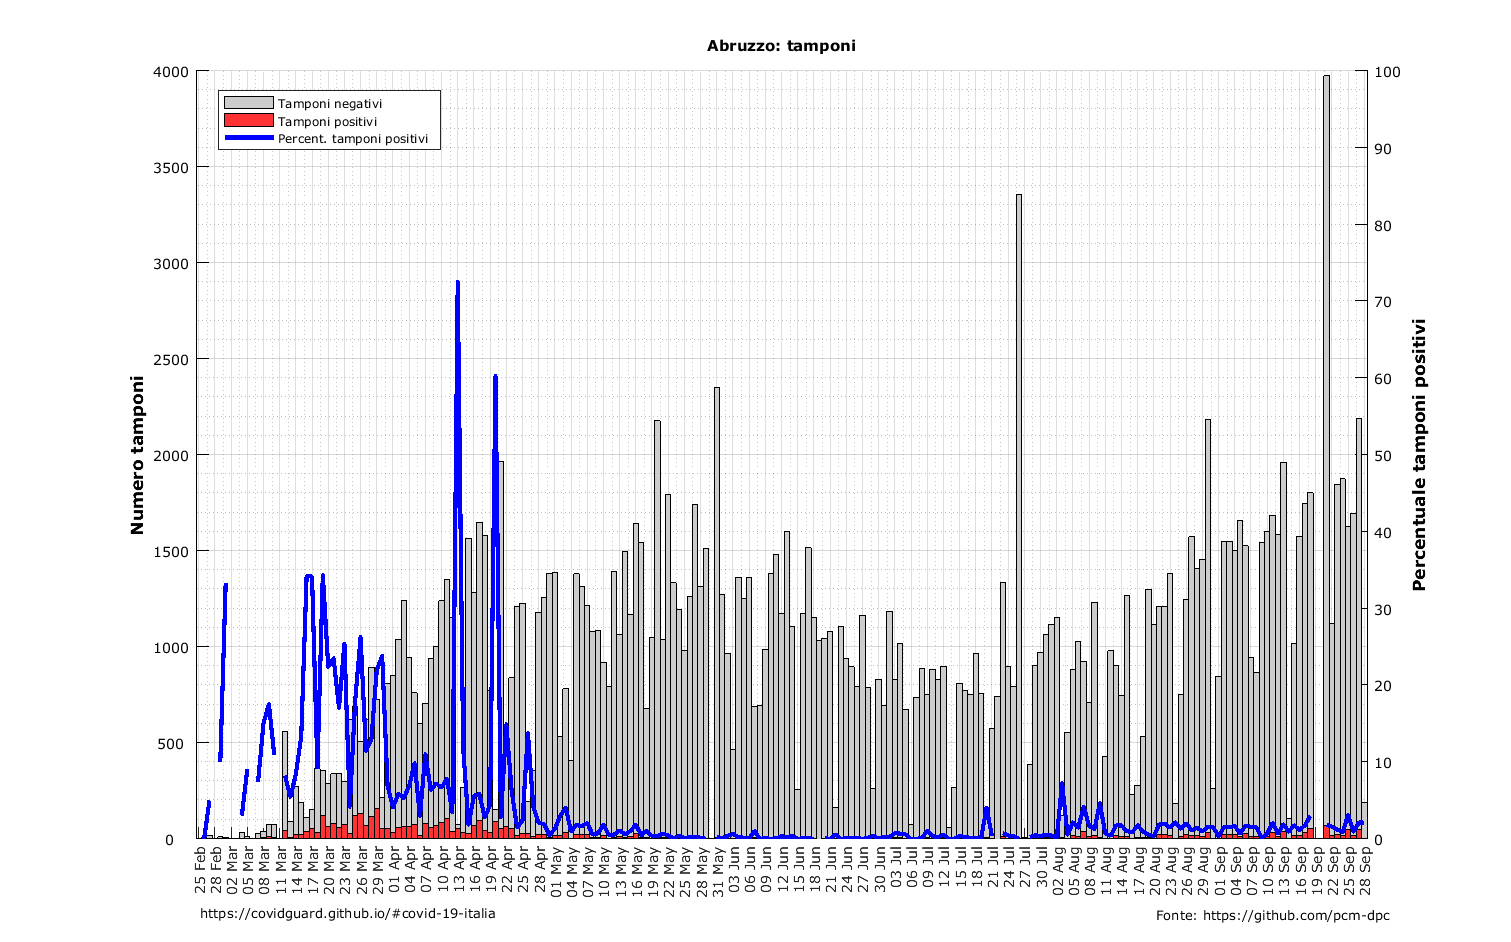 Abruzzo: tamponi
Tamponi negativi
Tamponi positivi
Percent. tamponi positivi
Numero tamponi
4000
3500
3000
2500
2000
1500
1000
500
0
100
90
80
70
60
50
40
30
20
10
0
Percentuale tamponi positivi
25 Feb
28 Feb
02 Mar
05 Mar
08 Mar
11 Mar
14 Mar
17 Mar
20 Mar
23 Mar
26 Mar
29 Mar
01 Apr
04 Apr
07 Apr
10 Apr
13 Apr
16 Apr
19 Apr
22 Apr
25 Apr
28 Apr
01 May
04 May
07 May
10 May
13 May
16 May
19 May
22 May
25 May
28 May
31 May
03 Jun
06 Jun
09 Jun
12 Jun
15 Jun
18 Jun
21 Jun
24 Jun
27 Jun
30 Jun
03 Jul
06 Jul
09 Jul
12 Jul
15 Jul
18 Jul
21 Jul
24 Jul
27 Jul
30 Jul
02 Aug
05 Aug
08 Aug
11 Aug
14 Aug
17 Aug
20 Aug
23 Aug
26 Aug
29 Aug
01 Sep
04 Sep
07 Sep
10 Sep
13 Sep
16 Sep
19 Sep
22 Sep
25 Sep
28 Sep
https://covidguard.github.io/#covid-19-italia
Fonte: https://github.com/pcm-dpc